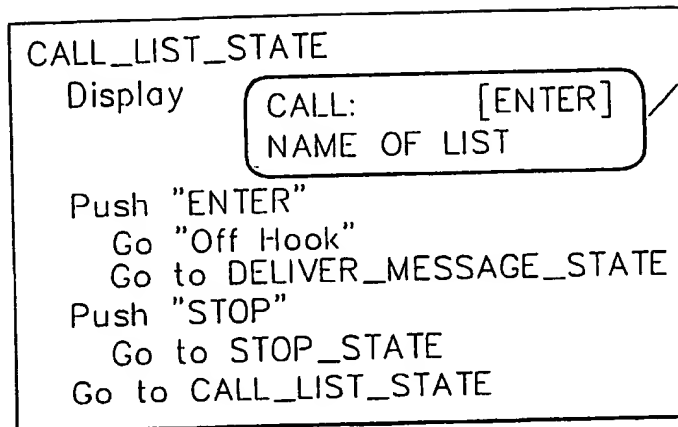 CALL_LIST_STATE
Display
CALL: [ENTER]
NAME OF LIST
Push "ENTER"
Go "Off Hook"
Go to DELIVER_MESSAGE_STATE
Push "STOP"
Go to STOP_STATE
Go to CALL_LIST_STATE